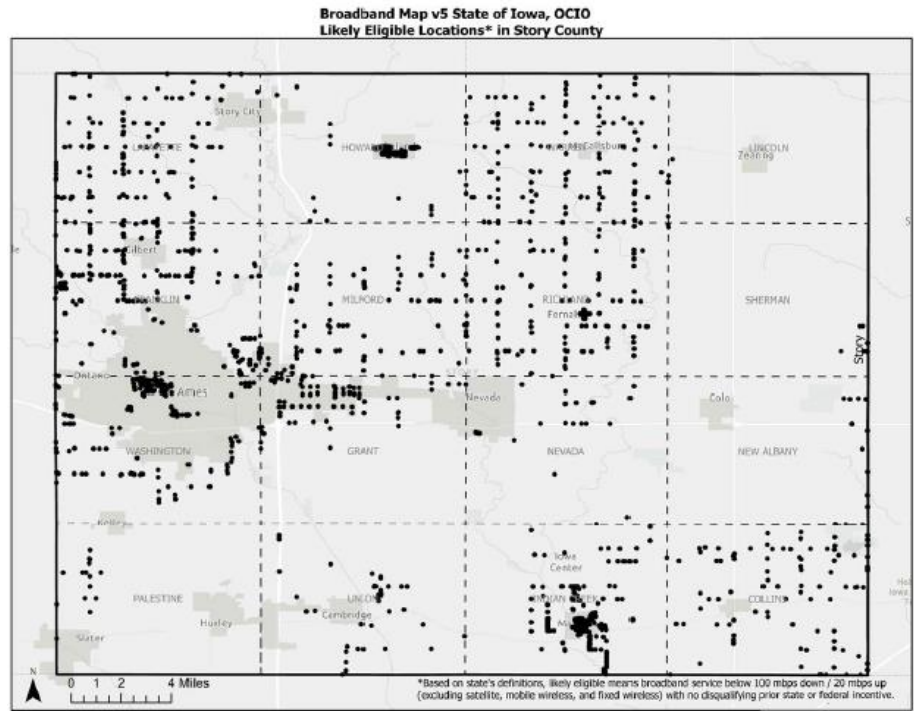 Broadband Map v5 State of Iowa, OCIO
Likely Eligible Locations* in Story County
Story City
LAFAYETTE
HOWARD
McCallsburg
LINCOLN
Zearing
Gilbert
FRANKLIN
MILFORD
RICHLAND
SHERMAN
Fernald
Story
Ontario
STORY
Ames
Nevada
Colo
WASHINGTON
GRANT
NEVADA
NEW ALBANY
Kelley
Iowa
Center
PALESTINE
UNION
INDIAN CREEK
COLLINS
Huxley
Cambridge
Slater
N
0 1 2 4 Miles
*Based on state's definitions, likely eligible means broadband service below 100 mbps down / 20 mbps up
(excluding satellite, mobile wireless, and fixed wireless) with no disqualifying prior state or federal incentive.